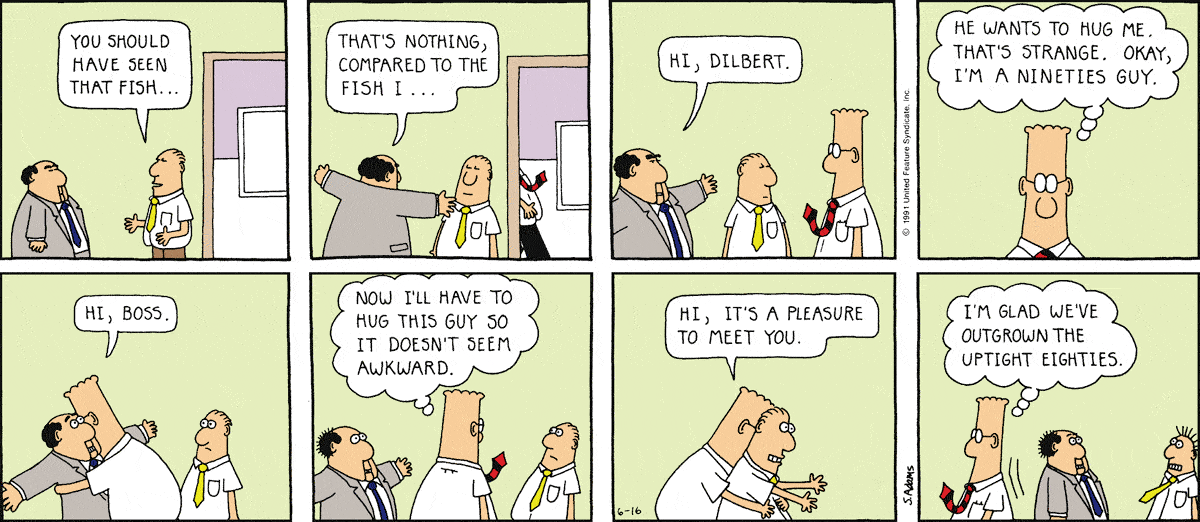 YOU SHOULD
HAVE SEEN
THAT FISH...
THAT'S NOTHING,
COMPARED TO THE
FISH I ...
HI, DILBERT.
© 1991 United Feature Syndicate, Inc.
HE WANTS TO HUG ME.
THAT'S STRANGE. OKAY,
I'M A NINETIES GUY.
HI, BOSS.
NOW I'LL HAVE TO
HUG THIS GUY SO
IT DOESN'T SEEM
AWKWARD.
HI, IT'S A PLEASURE
TO MEET YOU.
6-16
S.Adams
I'M GLAD WE'VE
OUTGROWN THE
UPTIGHT EIGHTIES.